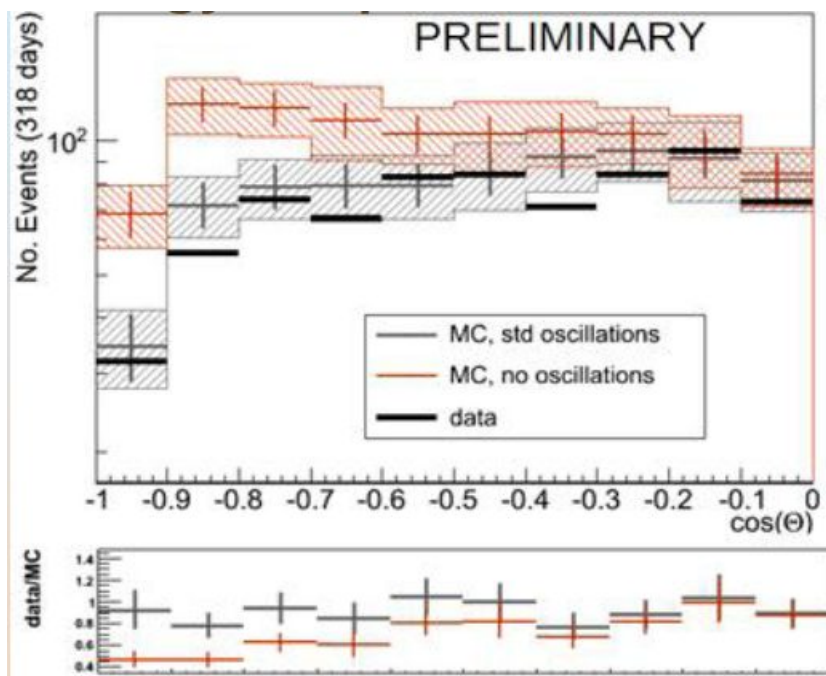 PRELIMINARY
No. Events (318 days)
10²
MC, std oscillations
MC, no oscillations
data
-1 -0.9 -0.8 -0.7 -0.6 -0.5 -0.4 -0.3 -0.2 -0.1 0
cos(Θ)
data/MC
1.4
1.2
1
0.8
0.6
0.4